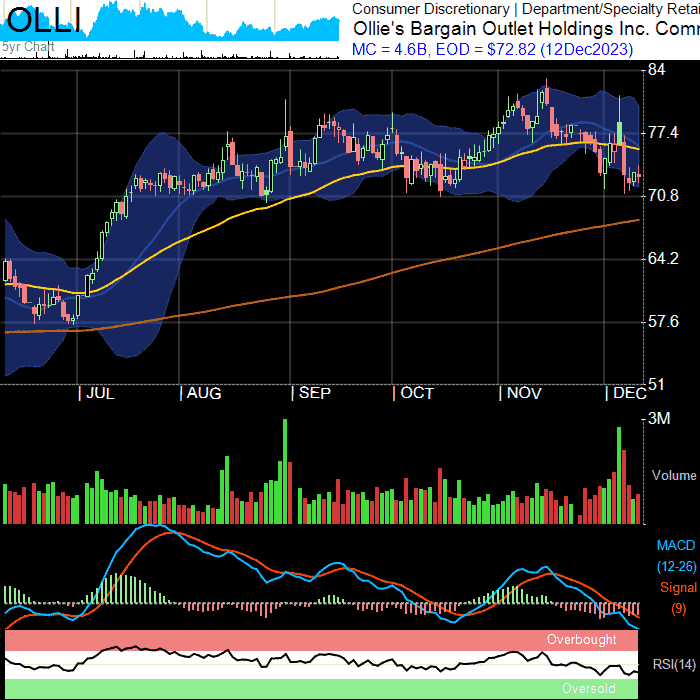 OLLI
5yr Chart
Consumer Discretionary | Department/Specialty Retai
Ollie's Bargain Outlet Holdings Inc. Comm
MC = 4.6B, EOD = $72.82 (12Dec2023)
84
77.4
70.8
64.2
57.6
51
| JUL | AUG | SEP | OCT | NOV | DEC
3M
Volume
MACD
(12-26)
Signal
(9)
Overbought
RSI(14)
Oversold